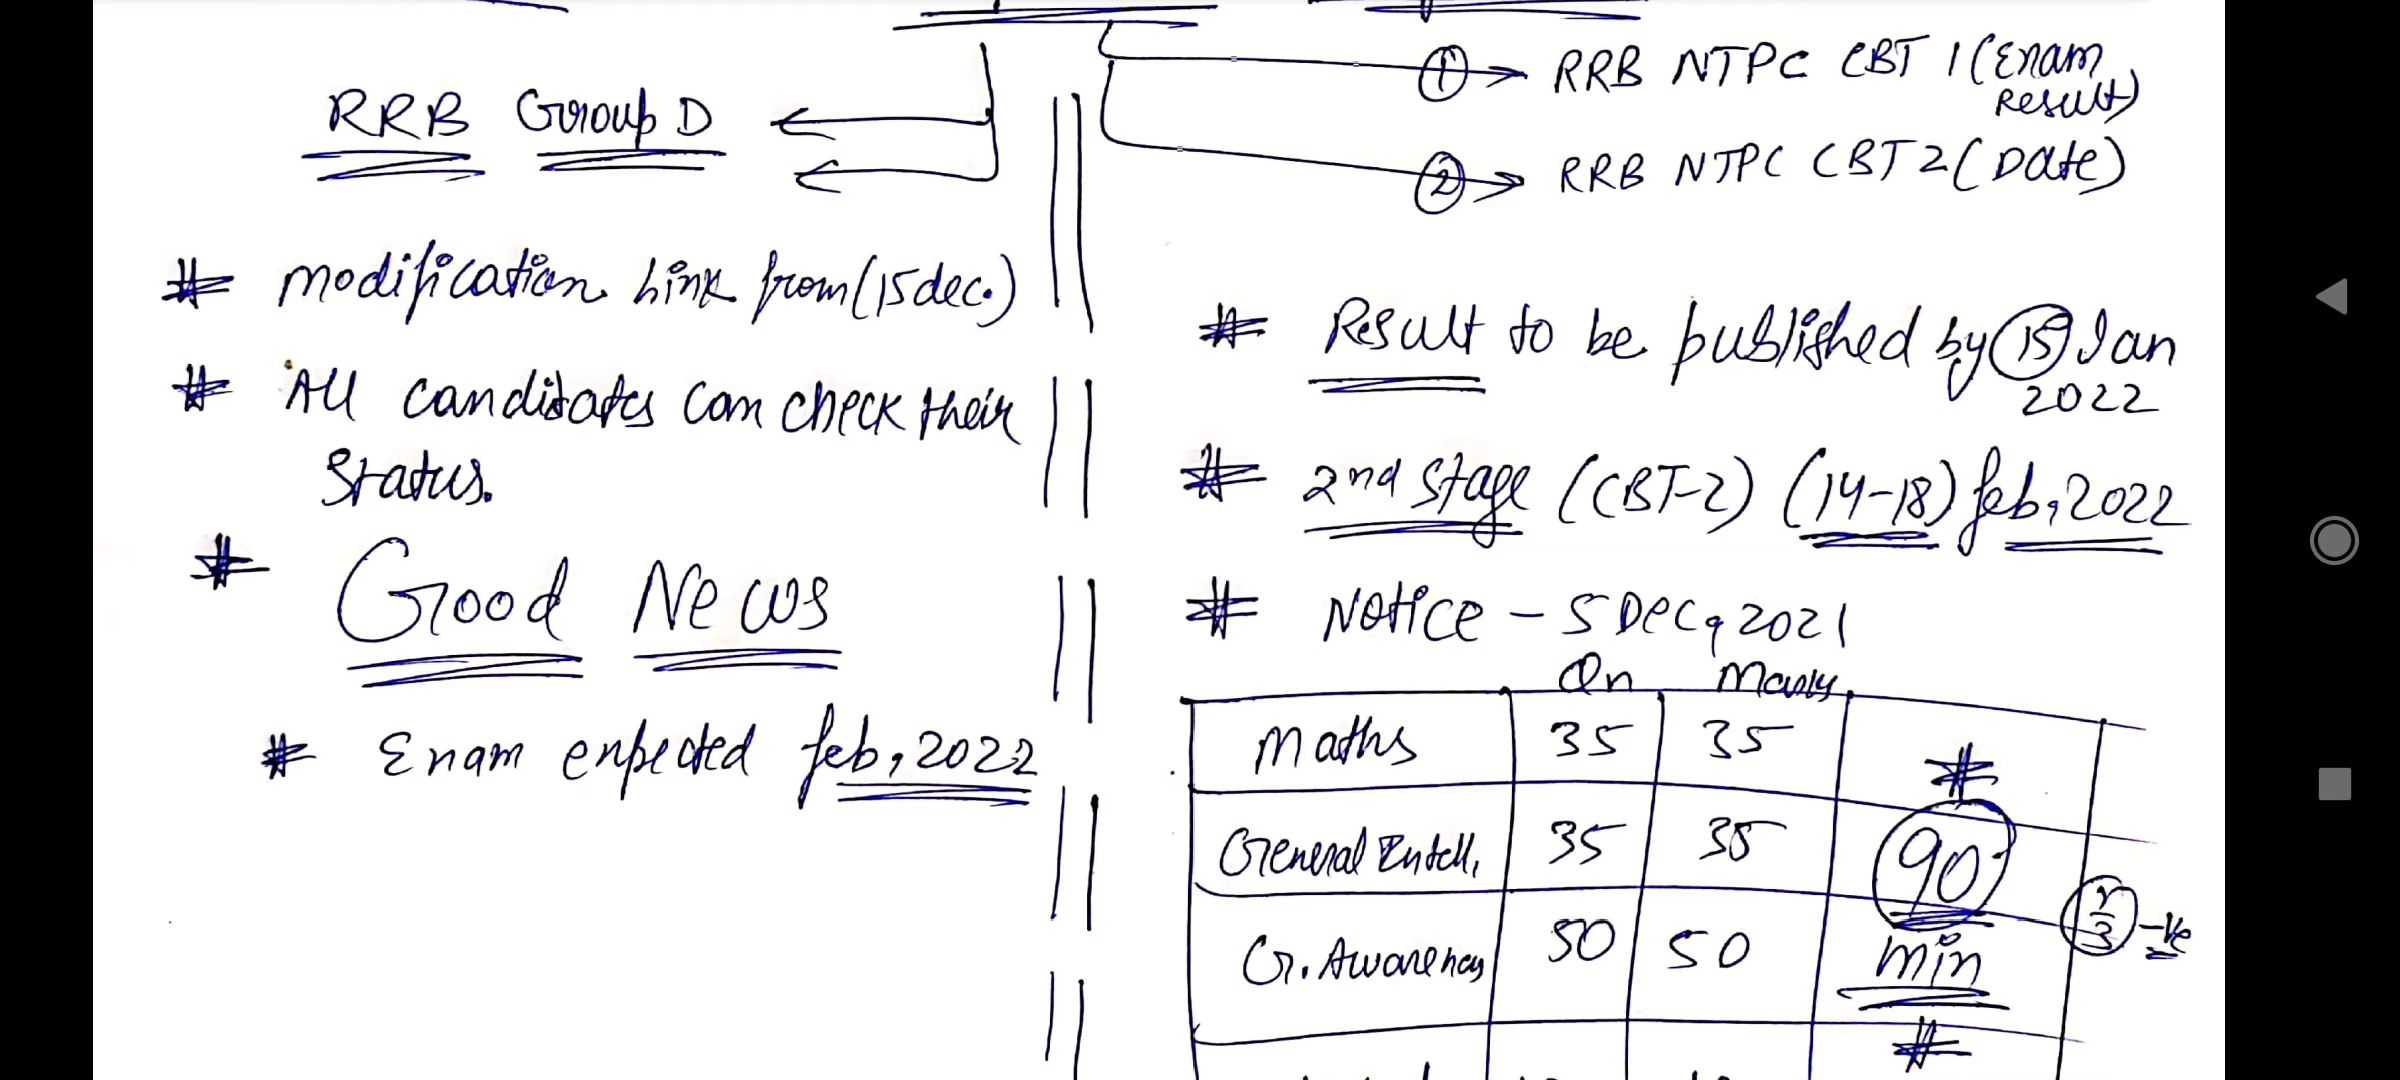 RRB Group D
# modification Link from (15 dec.)
# All candidates can check their
Status.
# Good News
# Exam expected feb, 2022
① → RRB NTPC CBT 1 (Exam
Result)
② → RRB NTPC CBT 2 (Date)
# Result to be published by 15 Jan
2022
# 2nd Stage (CBT-2) (14-18) feb, 2022
# Notice - 5 Dec, 2021
Qn Marks
Maths 35 35
General Intell. 35 35
G. Awareness 50 50
#
90
min
#
3 -ve